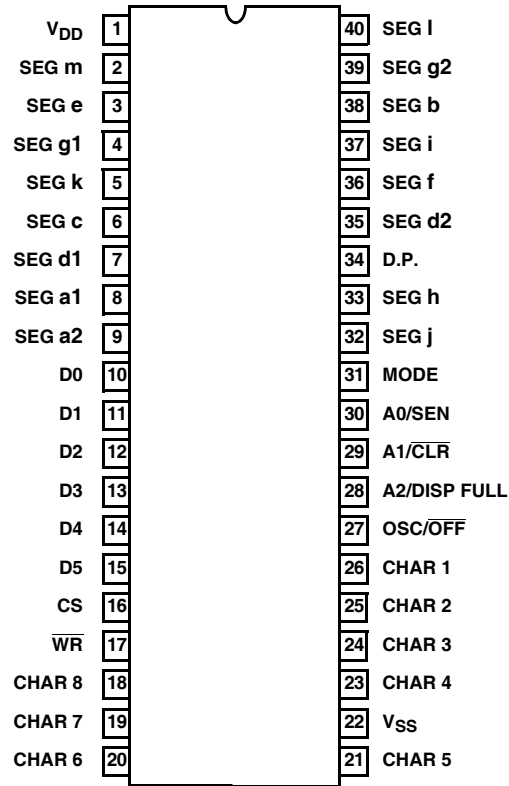 VDD 1 40 SEG l
SEG m 2 39 SEG g2
SEG e 3 38 SEG b
SEG g1 4 37 SEG i
SEG k 5 36 SEG f
SEG c 6 35 SEG d2
SEG d1 7 34 D.P.
SEG a1 8 33 SEG h
SEG a2 9 32 SEG j
D0 10 31 MODE
D1 11 30 A0/SEN
D2 12 29 A1/C̅L̅R̅
D3 13 28 A2/DISP FULL
D4 14 27 OSC/O̅F̅F̅
D5 15 26 CHAR 1
CS 16 25 CHAR 2
W̅R̅ 17 24 CHAR 3
CHAR 8 18 23 CHAR 4
CHAR 7 19 22 VSS
CHAR 6 20 21 CHAR 5